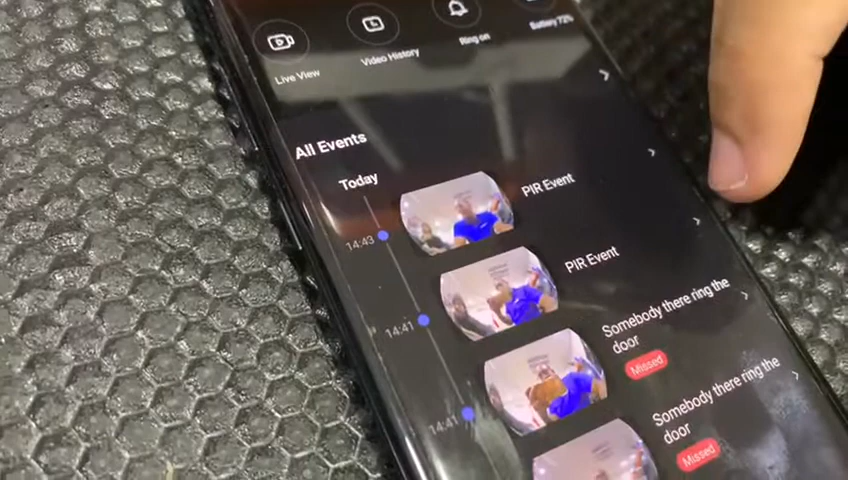 Live View
Video History
Ring on
Battery 72%
All Events
Today
14:43
PIR Event
14:41
PIR Event
14:41
Somebody there ring the
door
Missed
Somebody there ring the
door
Missed